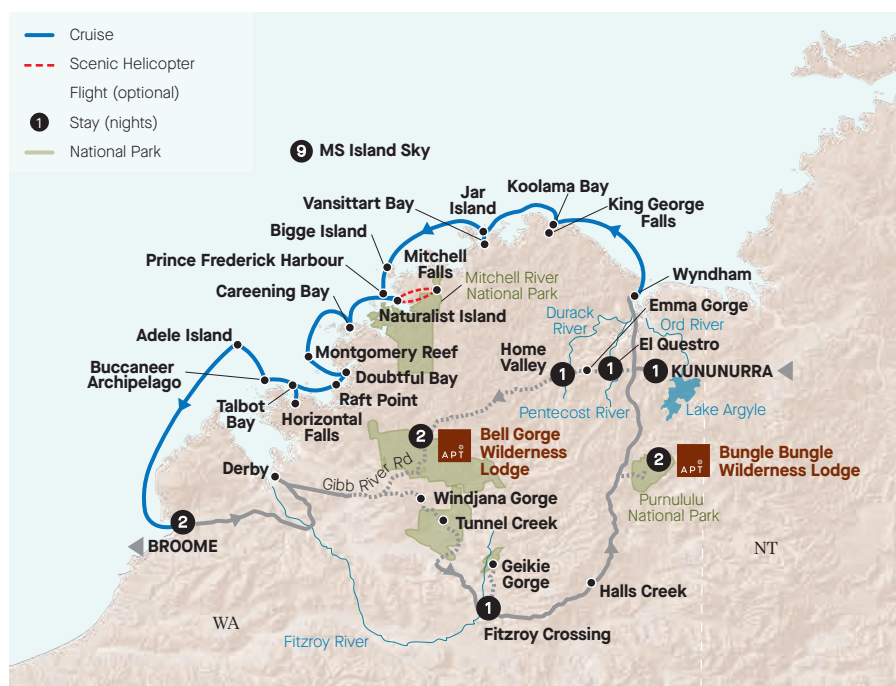 Cruise
Scenic Helicopter
Flight (optional)
1 Stay (nights)
National Park
9 MS Island Sky
Koolama Bay
Jar
Island
King George
Falls
Vansittart Bay
Bigge Island
Mitchell
Falls
Prince Frederick Harbour
Mitchell River
National Park
Wyndham
Careening Bay
Naturalist Island
Emma Gorge
Durack
River
Ord River
Adele Island
El Questro
Montgomery Reef
Home
Valley
1
1
1 KUNUNURRA
Buccaneer
Archipelago
Doubtful Bay
Raft Point
Talbot
Bay
Horizontal
Falls
Pentecost River
Lake Argyle
2
APT
Bell Gorge
Wilderness
Lodge
2
APT
Bungle Bungle
Wilderness Lodge
Derby
Gibb River Rd
Windjana Gorge
Purnululu
National Park
Tunnel Creek
2
BROOME
NT
Geikie
Gorge
Halls Creek
1
Fitzroy Crossing
WA
Fitzroy River